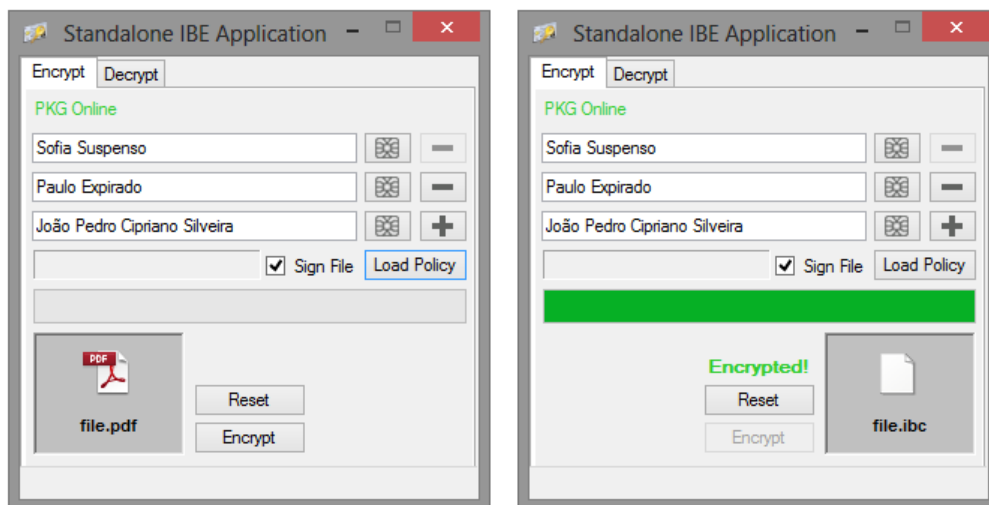 Standalone IBE Application
Encrypt Decrypt
PKG Online
Sofia Suspenso
Paulo Expirado
João Pedro Cipriano Silveira
Sign File Load Policy
PDF
file.pdf
Reset
Encrypt
Standalone IBE Application
Encrypt Decrypt
PKG Online
Sofia Suspenso
Paulo Expirado
João Pedro Cipriano Silveira
Sign File Load Policy
Encrypted!
Reset
Encrypt
file.ibc